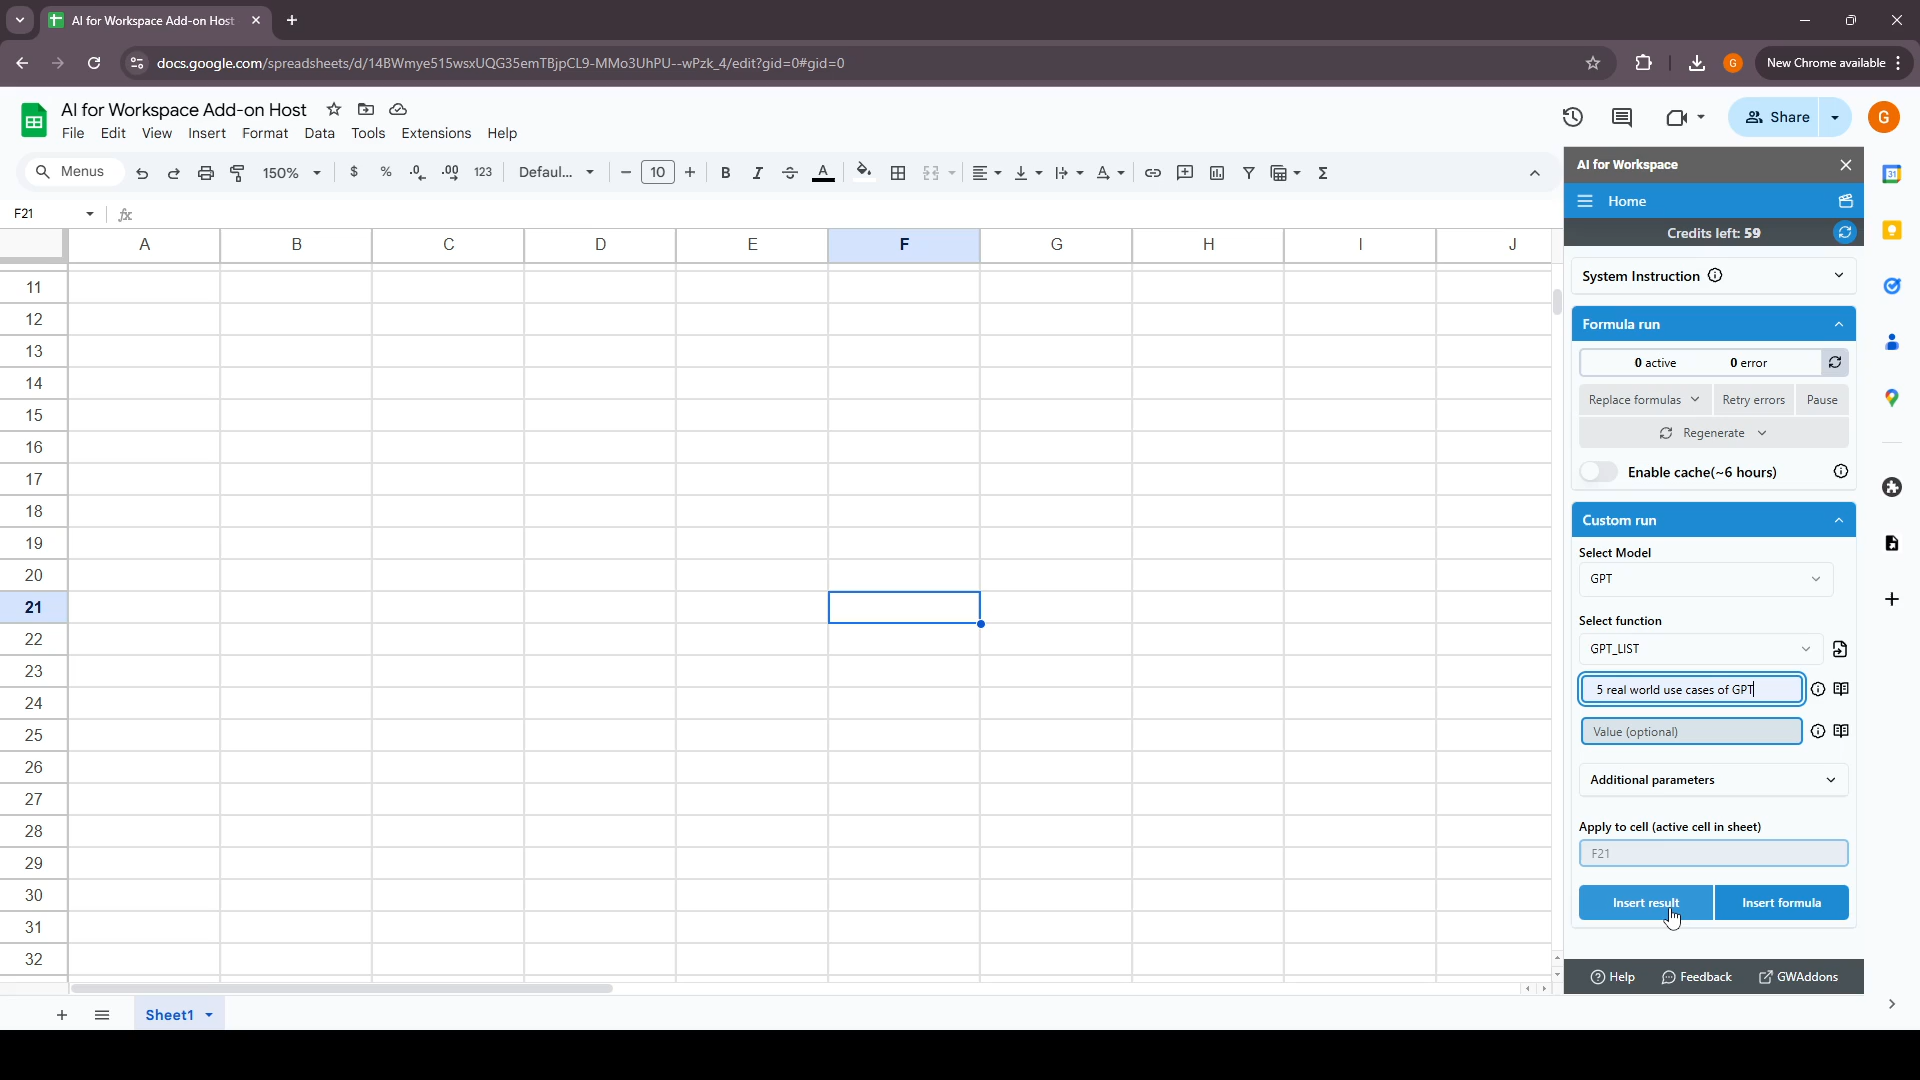 AI for Workspace Add-on Host
docs.google.com/spreadsheets/d/14BWmye515wsxUQG35emTBjpCL9-MMo3UhPU--wPzk_4/edit?gid=0#gid=0
G
New Chrome available
AI for Workspace Add-on Host
File Edit View Insert Format Data Tools Extensions Help
Share
G
Menus
150%
$ % .0 .00 123
Defaul...
10
B I S A
F21
fx
A B C D E F G H I J
11
12
13
14
15
16
17
18
19
20
21
22
23
24
25
26
27
28
29
30
31
32
Sheet1
AI for Workspace
Home
Credits left: 59
System Instruction
Formula run
0 active 0 error
Replace formulas Retry errors Pause
Regenerate
Enable cache(~6 hours)
Custom run
Select Model
GPT
Select function
GPT_LIST
5 real world use cases of GPT
Value (optional)
Additional parameters
Apply to cell (active cell in sheet)
F21
Insert result Insert formula
Help Feedback GWAddons
31